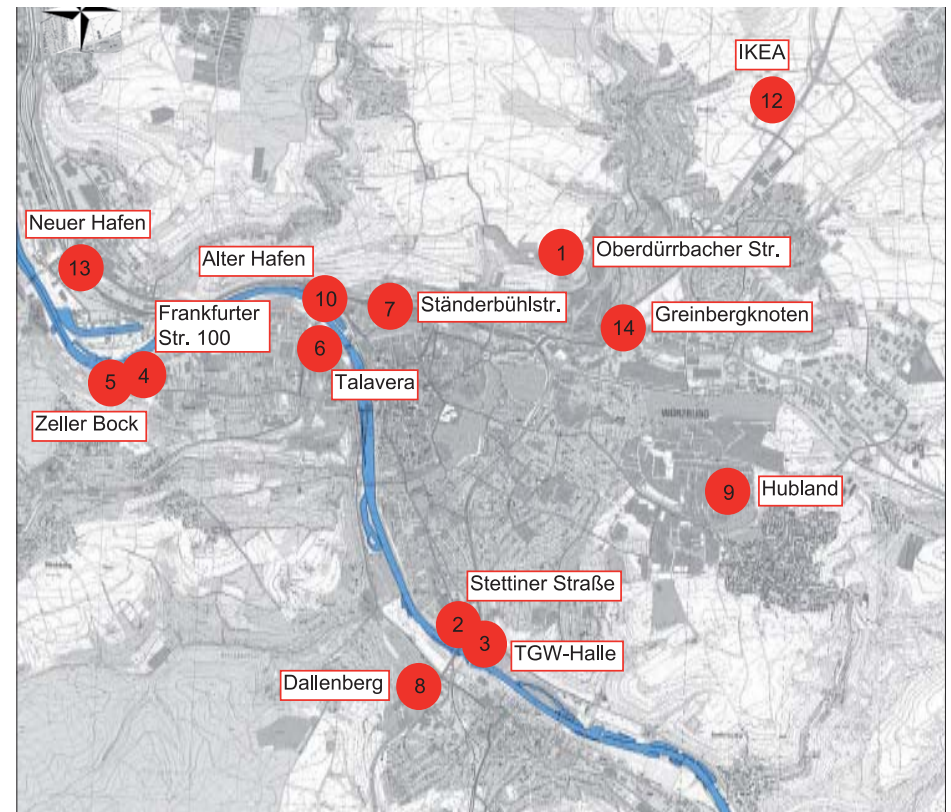 IKEA
12
Neuer Hafen
13
Alter Hafen
1
Oberdürrbacher Str.
10
7
Ständerbühlstr.
Frankfurter
Str. 100
14
Greinbergknoten
6
Talavera
5
4
Zeller Bock
WÜRZBURG
9
Hubland
Stettiner Straße
2
3
TGW-Halle
Dallenberg
8